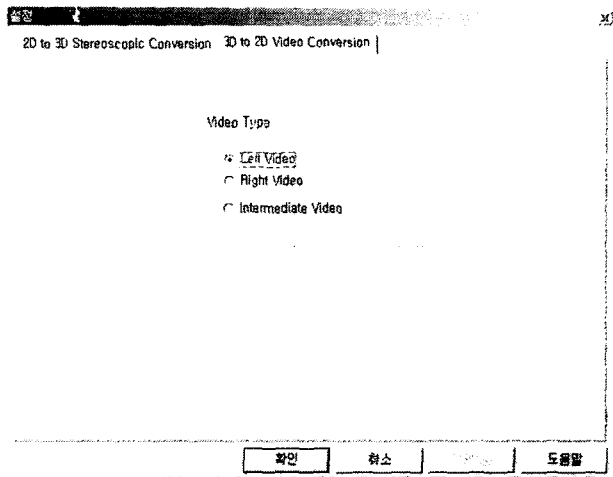 설정
2D to 3D Stereoscopic Conversion 3D to 2D Video Conversion
Video Type
Left Video
Right Video
Intermediate Video
확인 취소 도움말